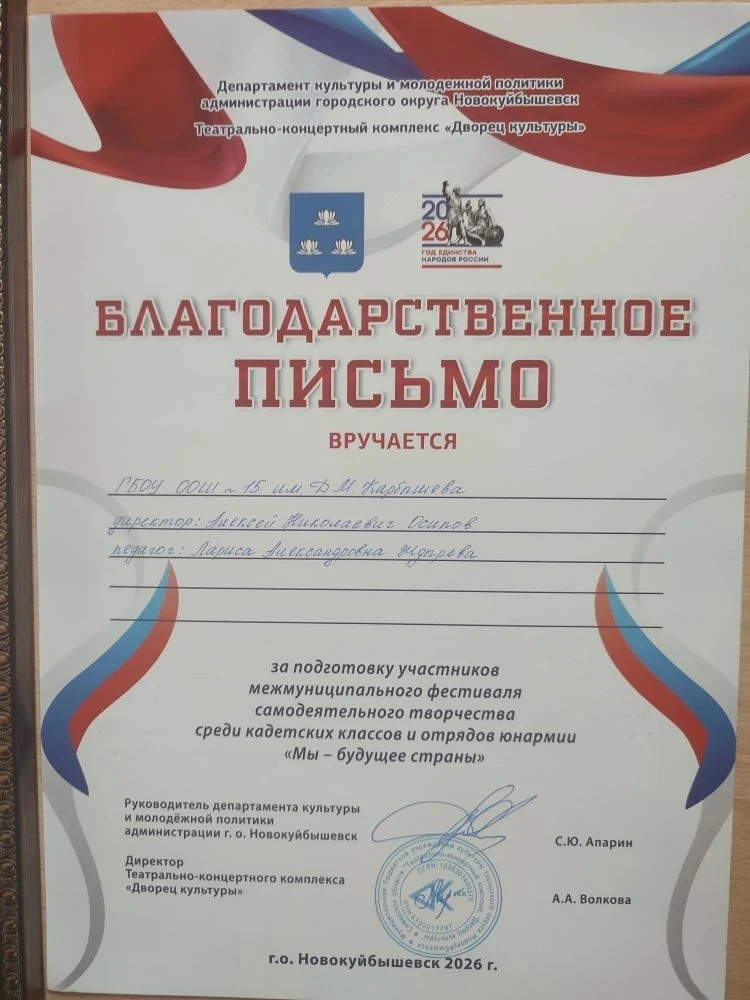 Департамент культуры и молодежной политики
администрации городского округа Новокуйбышевск
Театрально-концертный комплекс «Дворец культуры»
2026
ГОД ЕДИНСТВА
НАРОДОВ РОССИИ
БЛАГОДАРСТВЕННОЕ
ПИСЬМО
ВРУЧАЕТСЯ
ГБОУ ООШ № 15 им. Д.М. Карбышева
директор: Алексей Николаевич Осипов
педагог: Лариса Александровна
за подготовку участников
межмуниципального фестиваля
самодеятельного творчества
среди кадетских классов и отрядов юнармии
«Мы – будущее страны»
Руководитель департамента культуры
и молодёжной политики
администрации г. о. Новокуйбышевск
С.Ю. Апарин
Директор
Театрально-концертного комплекса
«Дворец культуры»
А.А. Волкова
г.о. Новокуйбышевск 2026 г.